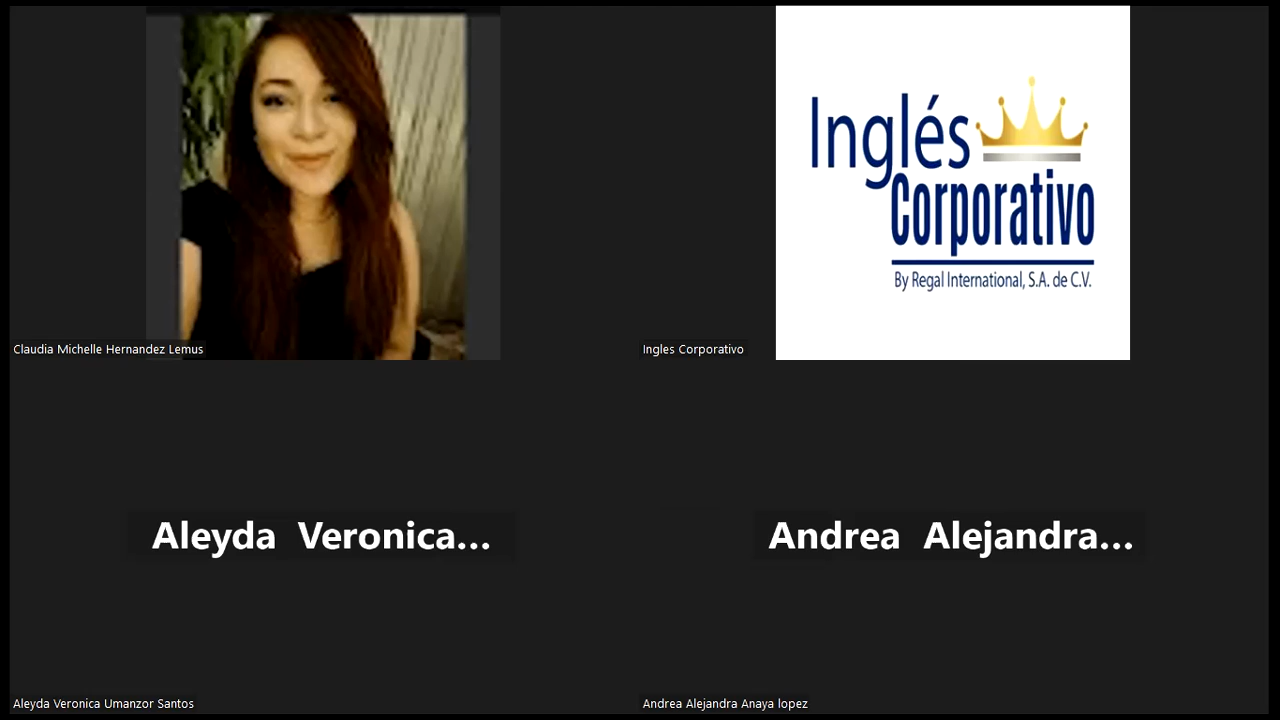 Inglés
Corporativo
By Regal International, S.A. de C.V.
Claudia Michelle Hernandez Lemus
Ingles Corporativo
Aleyda Veronica...
Andrea Alejandra...
Aleyda Veronica Umanzor Santos
Andrea Alejandra Anaya lopez